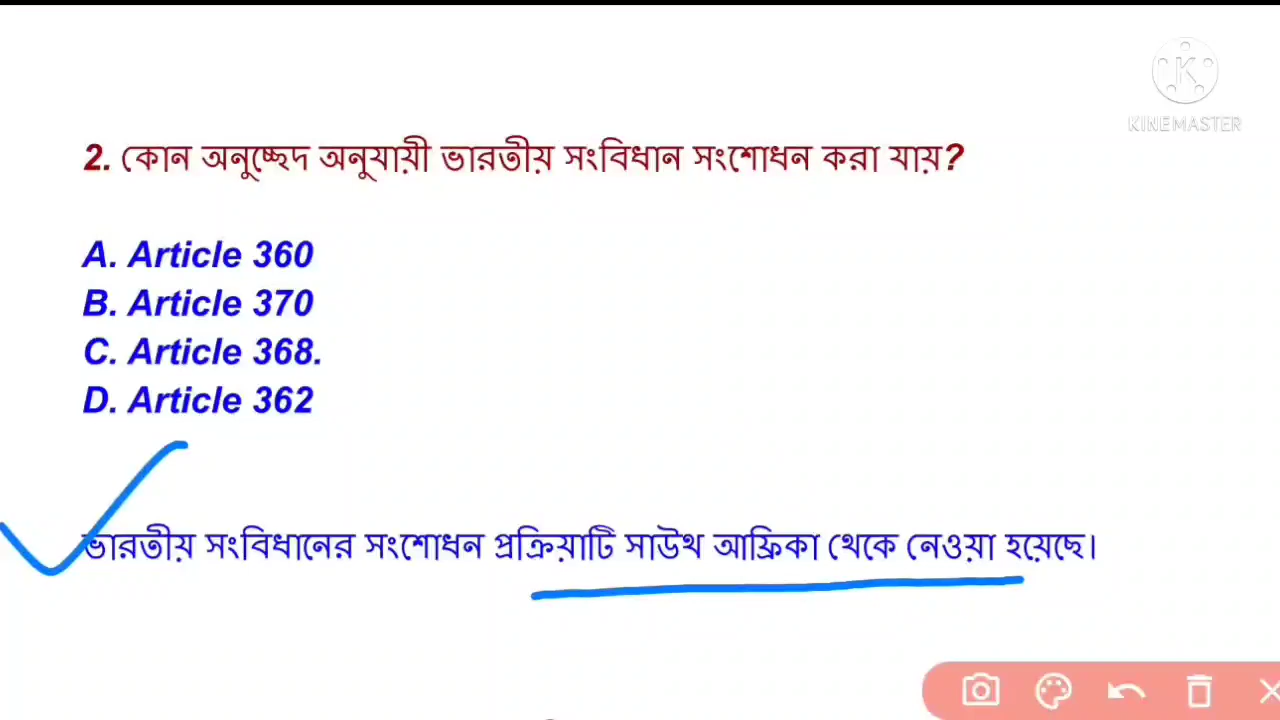 KINEMASTER
2. কোন অনুচ্ছেদ অনুযায়ী ভারতীয় সংবিধান সংশোধন করা যায়?
A. Article 360
B. Article 370
C. Article 368.
D. Article 362
ভারতীয় সংবিধানের সংশোধন প্রক্রিয়াটি সাউথ আফ্রিকা থেকে নেওয়া হয়েছে।